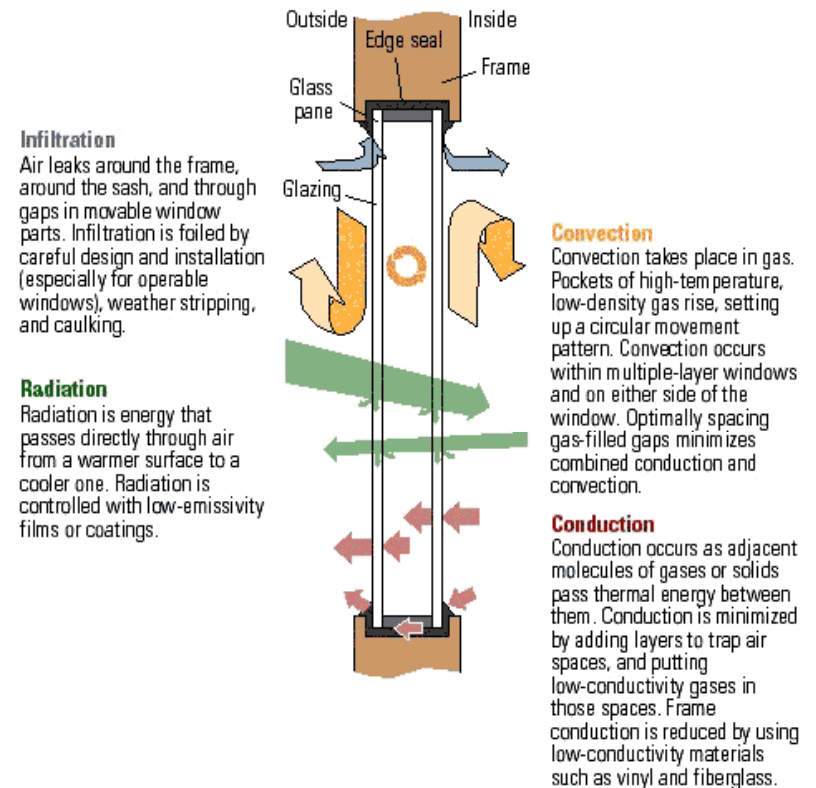 Outside
Inside
Edge seal
Frame
Glass
pane
Glazing
Infiltration
Air leaks around the frame,
around the sash, and through
gaps in movable window
parts. Infiltration is foiled by
careful design and installation
(especially for operable
windows), weather stripping,
and caulking.
Radiation
Radiation is energy that
passes directly through air
from a warmer surface to a
cooler one. Radiation is
controlled with low-emissivity
films or coatings.
Convection
Convection takes place in gas.
Pockets of high-temperature,
low-density gas rise, setting
up a circular movement
pattern. Convection occurs
within multiple-layer windows
and on either side of the
window. Optimally spacing
gas-filled gaps minimizes
combined conduction and
convection.
Conduction
Conduction occurs as adjacent
molecules of gases or solids
pass thermal energy between
them. Conduction is minimized
by adding layers to trap air
spaces, and putting
low-conductivity gases in
those spaces. Frame
conduction is reduced by using
low-conductivity materials
such as vinyl and fiberglass.